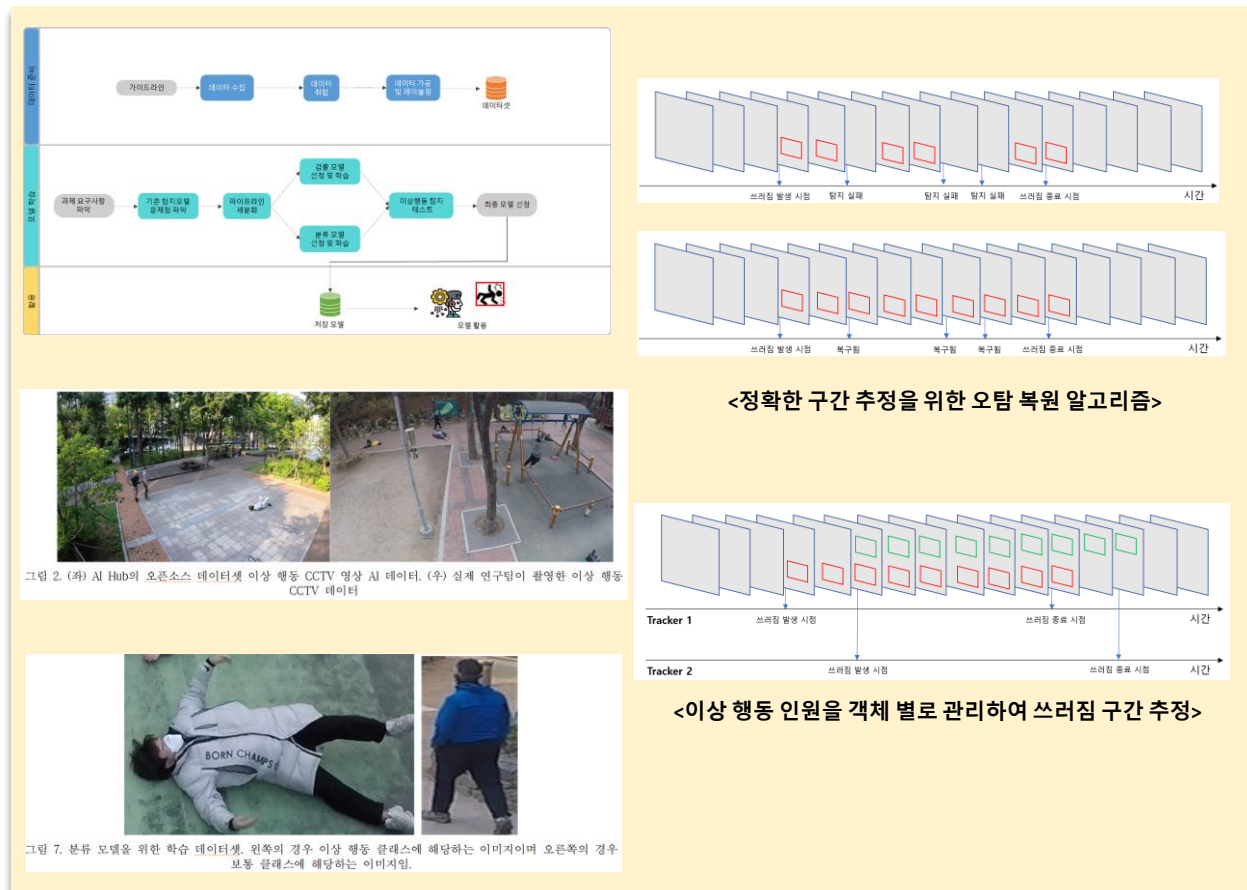 데이터 준비
가이드라인
데이터 수집
데이터
취합
데이터 가공
및 레이블링
데이터셋
모델 학습
과제 요구사항
파악
기존 탐지모델
문제점 파악
파이프라인
세분화
검출 모델
선정 및 학습
분류 모델
선정 및 학습
이상행동 탐지
테스트
최종 모델 선정
활용
저장 모델
모델 활용
그림 2. (좌) AI Hub의 오픈소스 데이터셋 이상 행동 CCTV 영상 AI 데이터. (우) 실제 연구팀이 촬영한 이상 행동
CCTV 데이터
BORN CHAMPS
그림 7. 분류 모델을 위한 학습 데이터셋. 왼쪽의 경우 이상 행동 클래스에 해당하는 이미지이며 오른쪽의 경우
보통 클래스에 해당하는 이미지임.
쓰러짐 발생 시점 탐지 실패 탐지 실패 탐지 실패 쓰러짐 종료 시점 시간
쓰러짐 발생 시점 복구됨 복구됨 복구됨 쓰러짐 종료 시점 시간
<정확한 구간 추정을 위한 오탐 복원 알고리즘>
Tracker 1 쓰러짐 발생 시점 쓰러짐 종료 시점 시간
Tracker 2 쓰러짐 발생 시점 쓰러짐 종료 시점 시간
<이상 행동 인원을 객체 별로 관리하여 쓰러짐 구간 추정>